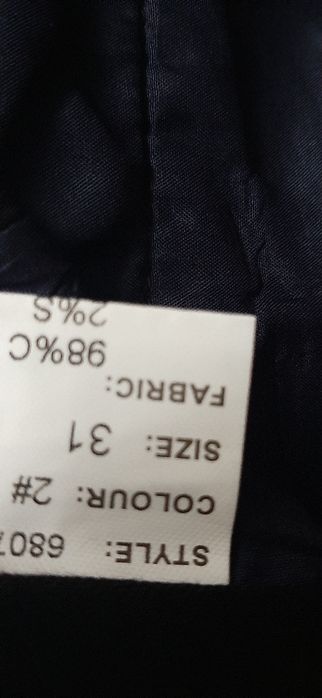 STYLE: 680
COLOUR: 2#
SIZE: 31
FABRIC:
98%C
2%S